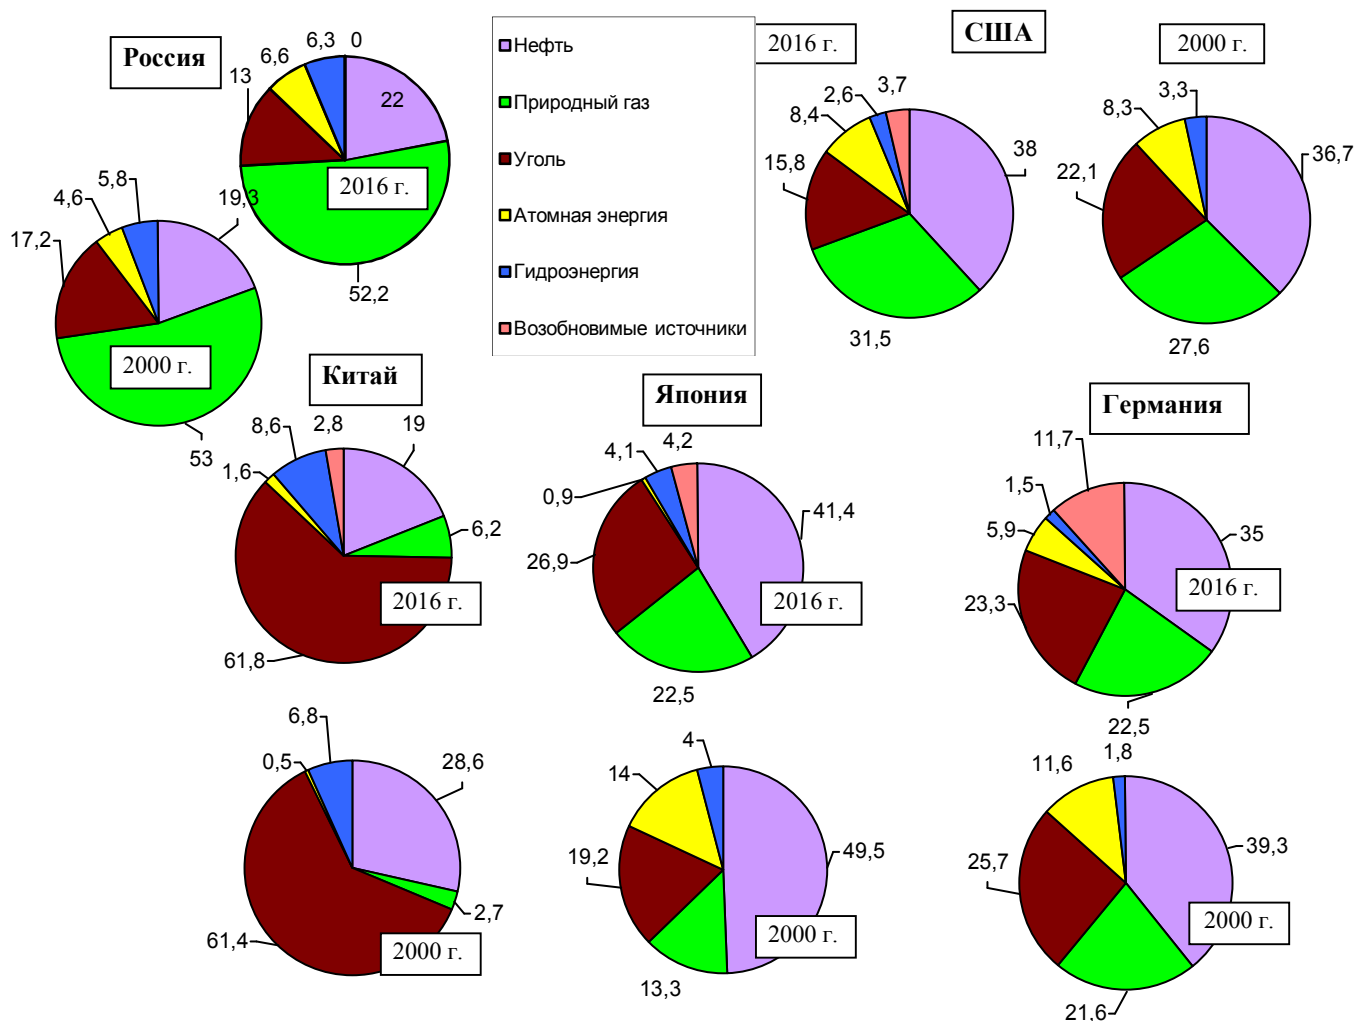 Россия
6,3
0
6,6
13
22
2016 г.
52,2
5,8
4,6
19,3
17,2
2000 г.
53
Нефть
Природный газ
Уголь
Атомная энергия
Гидроэнергия
Возобновимые источники
США
2016 г.
3,7
2,6
8,4
38
15,8
31,5
2000 г.
3,3
8,3
36,7
22,1
27,6
Китай
2,8
19
8,6
1,6
6,2
2016 г.
61,8
6,8
0,5
28,6
2,7
61,4
2000 г.
Япония
4,2
4,1
0,9
41,4
26,9
2016 г.
22,5
4
14
19,2
49,5
2000 г.
13,3
Германия
11,7
1,5
5,9
35
2016 г.
23,3
22,5
1,8
11,6
39,3
25,7
2000 г.
21,6